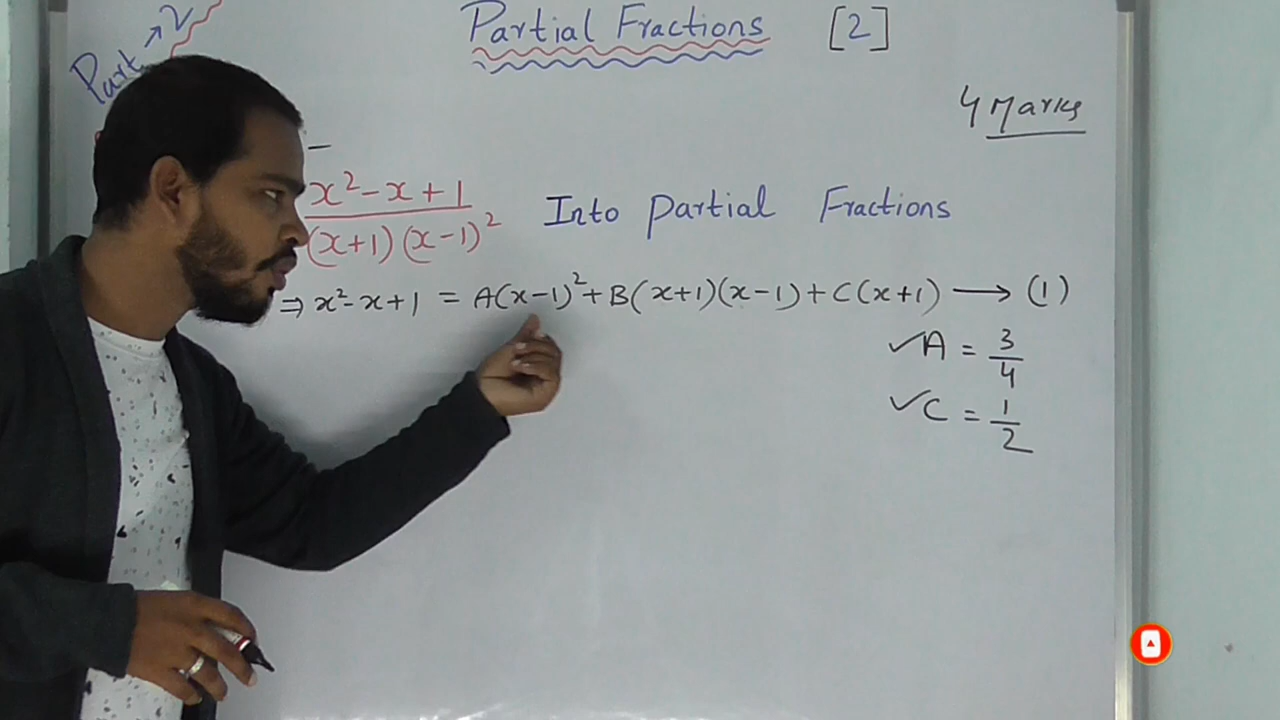 Part → 2
Partial Fractions [2]
4 Marks
x² - x + 1 / (x+1)(x-1)² Into Partial Fractions
⇒ x² - x + 1 = A(x-1)² + B(x+1)(x-1) + C(x+1) → (1)
✓A = 3/4
✓C = 1/2